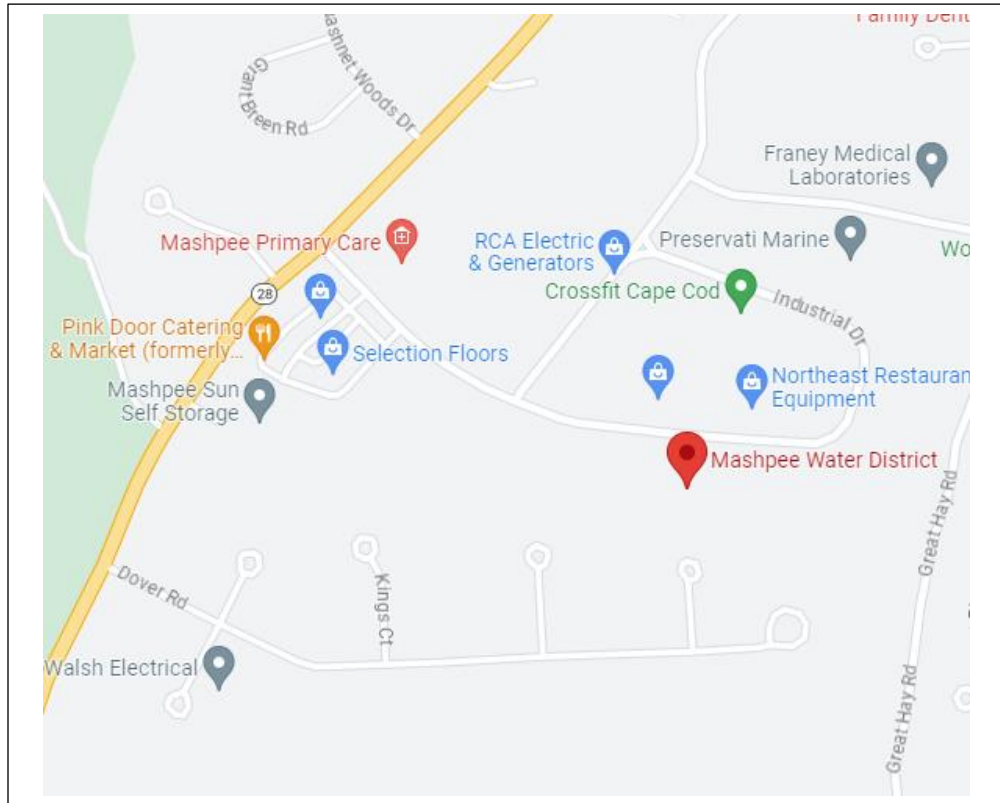 Family Dent
Mashnet Woods Dr
Grant Breen Rd
Franey Medical
Laboratories
Mashpee Primary Care
RCA Electric
& Generators
Preservati Marine
Wo
Crossfit Cape Cod
Industrial Dr
28
Pink Door Catering
& Market (formerly...
Selection Floors
Mashpee Sun
Self Storage
Northeast Restauran
Equipment
Mashpee Water District
Great Hay Rd
Dover Rd
Kings Ct
Walsh Electrical
Great Hay Rd